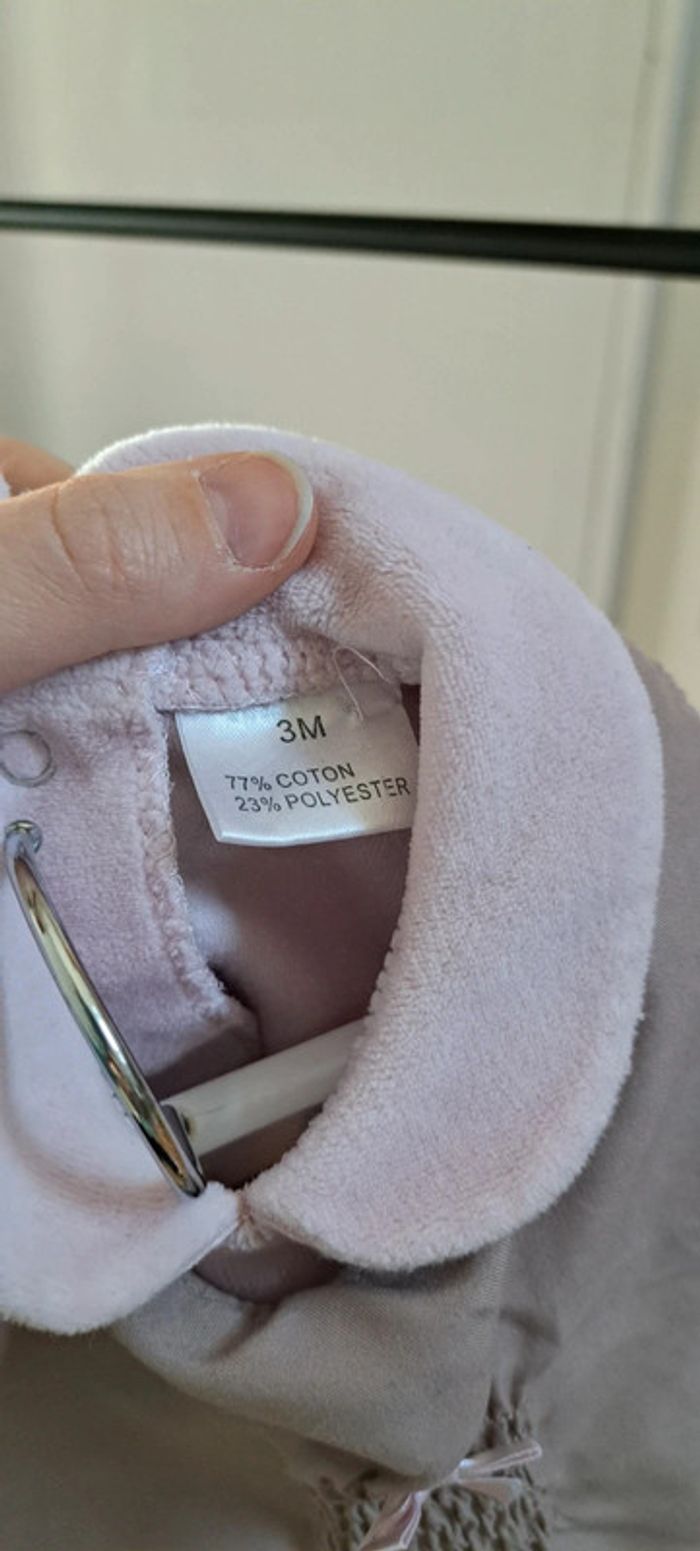 3M
77% COTON
23% POLYESTER